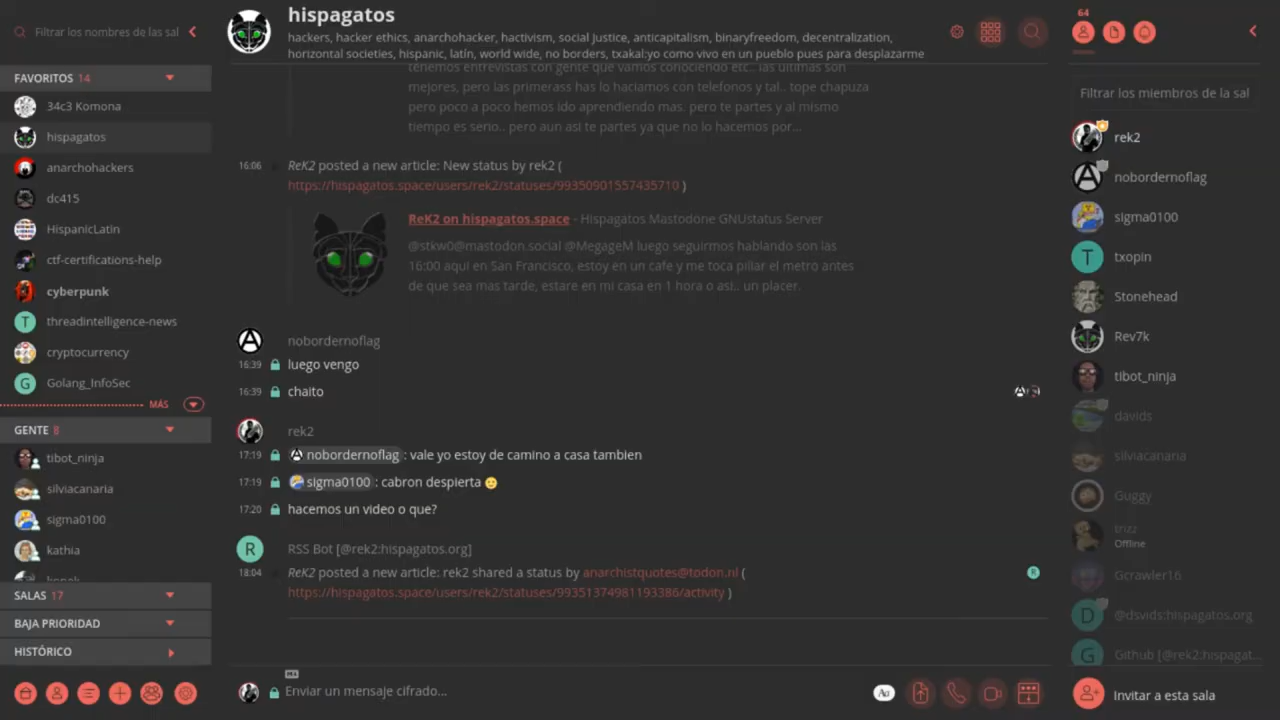 Filtrar los nombres de las sal
FAVORITOS 14
34c3 Komona
hispagatos
anarchohackers
dc415
HispanicLatin
ctf-certifications-help
cyberpunk
T
threadintelligence-news
cryptocurrency
G
Golang_InfoSec
MÁS
GENTE 8
tibot_ninja
silviacanaria
sigma0100
kathia
SALAS 17
BAJA PRIORIDAD
HISTÓRICO
hispagatos
hackers, hacker ethics, anarchohacker, hactivism, social justice, anticapitalism, binaryfreedom, decentralization,
horizontal societies, hispanic, latín, world wide, no borders, txakal;yo como vivo en un pueblo pues para desplazarme
tenemos entrevistas con gente que vamos conociendo etc.. las ultimas son
mejores, pero las primerass has lo haciamos con telefonos y tal.. tope chapuza
pero poco a poco hemos ido aprendiendo mas. pero te partes y al mismo
tiempo es serio.. pero aun asi te partes ya que no lo hacemos por...
16:06 ReK2 posted a new article: New status by rek2 (
https://hispagatos.space/users/rek2/statuses/99350901557435710 )
ReK2 on hispagatos.space - Hispagatos Mastodone GNUstatus Server
@stkw0@mastodon.social @MegageM luego seguirmos hablando son las
16:00 aqui en San Francisco, estoy en un cafe y me toca pillar el metro antes
de que sea mas tarde, estare en mi casa en 1 hora o asi.. un placer.
nobordernoflag
16:39 luego vengo
16:39 chaito
rek2
17:19 nobordernoflag : vale yo estoy de camino a casa tambien
17:19 sigma0100 : cabron despierta
17:20 hacemos un video o que?
R
RSS Bot [@rek2:hispagatos.org]
18:04 ReK2 posted a new article: rek2 shared a status by anarchistquotes@todon.nl (
R
https://hispagatos.space/users/rek2/statuses/99351374981193386/activity )
Enviar un mensaje cifrado...
Aa
64
Filtrar los miembros de la sal
rek2
nobordernoflag
sigma0100
T
txopin
Stonehead
Rev7k
tibot_ninja
davids
silviacanaria
Guggy
Offline
Gcrawler16
D
@dsvids:hispagatos.org
G
Github [@rek2:hispagat...
Invitar a esta sala